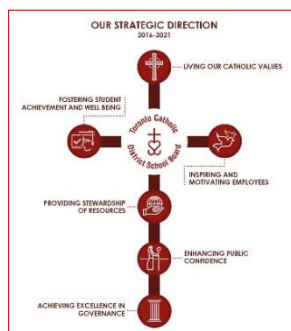 OUR STRATEGIC DIRECTION
2016-2021
LIVING OUR CATHOLIC VALUES
FOSTERING STUDENT
ACHIEVEMENT AND WELL BEING
Toronto Catholic
District School Board
INSPIRING AND
MOTIVATING EMPLOYEES
PROVIDING STEWARDSHIP
OF RESOURCES
ENHANCING PUBLIC
CONFIDENCE
ACHIEVING EXCELLENCE IN
GOVERNANCE